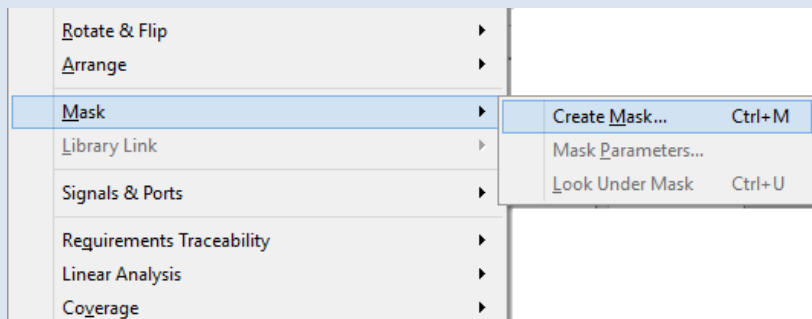 Rotate & Flip
Arrange
Mask
Library Link
Signals & Ports
Requirements Traceability
Linear Analysis
Coverage
Create Mask... Ctrl+M
Mask Parameters...
Look Under Mask Ctrl+U